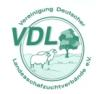 Vereinigung Deutscher
VDL
Landesschafzuchtverbände e.V.